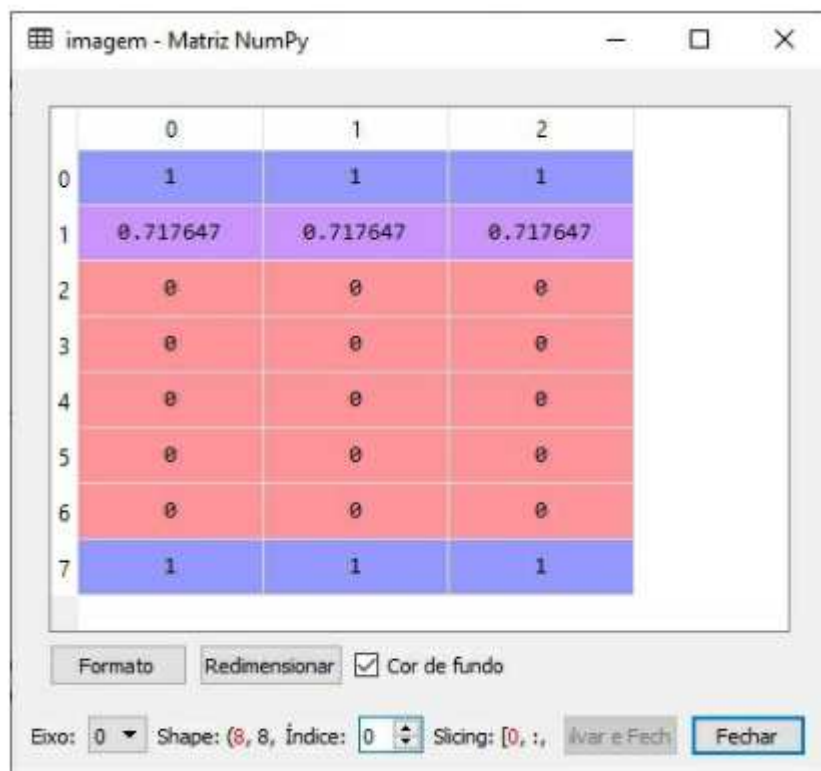 imagem - Matriz NumPy
0 1 2
0 1 1 1
1 0.717647 0.717647 0.717647
2 0 0 0
3 0 0 0
4 0 0 0
5 0 0 0
6 0 0 0
7 1 1 1
Formato Redimensionar Cor de fundo
Eixo: 0 Shape: (8, 8, Índice: 0 Slicing: [0, :, lvar e Fech Fechar